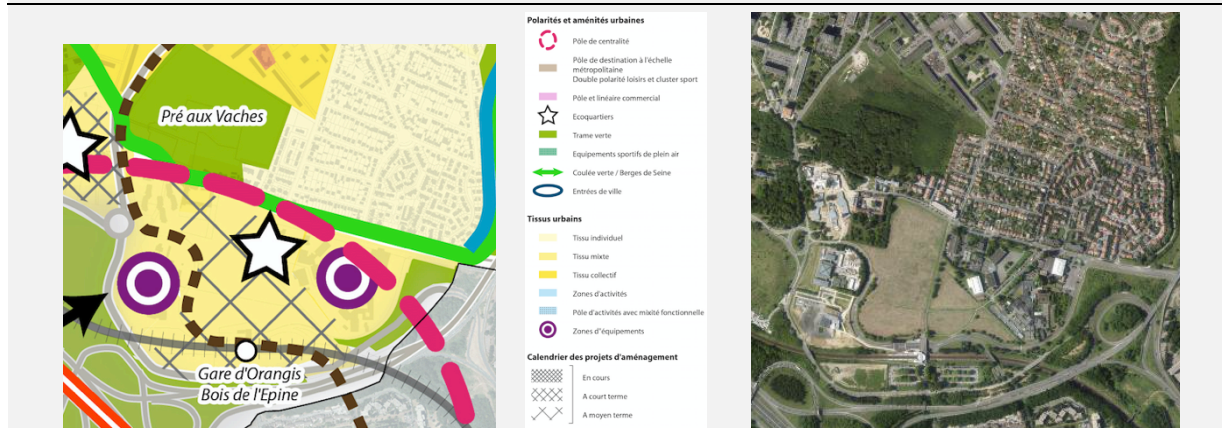 Pré aux Vaches
Gare d'Orangis
Bois de l'Epine
Polarités et aménités urbaines
Pôle de centralité
Pôle de destination à l'échelle
métropolitaine
Double polarité loisirs et cluster sport
Pôle et linéaire commercial
Ecoquartiers
Trame verte
Equipements sportifs de plein air
Coulée verte / Berges de Seine
Entrées de ville
Tissus urbains
Tissu individuel
Tissu mixte
Tissu collectif
Zones d'activités
Pôle d'activités avec mixité fonctionnelle
Zones d"équipements
Calendrier des projets d'aménagement
En cours
A court terme
A moyen terme